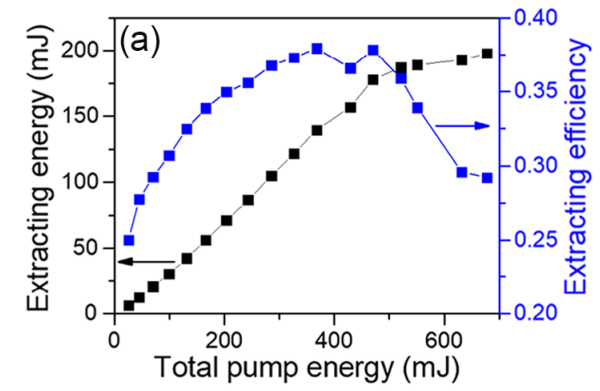 (a)
Extracting energy (mJ)
200
150
100
50
0
0.40
0.35
0.30
0.25
0.20
Extracting efficiency
0 200 400 600
Total pump energy (mJ)